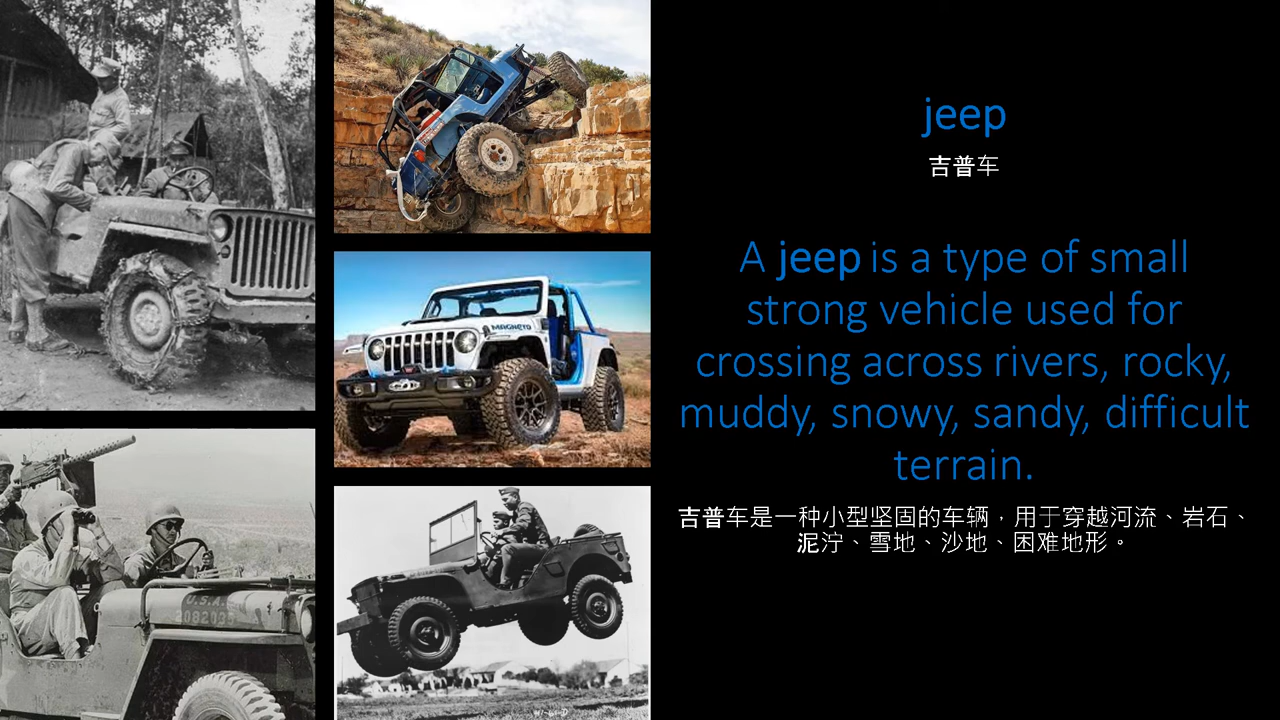 jeep
吉普车
A jeep is a type of small
strong vehicle used for
crossing across rivers, rocky,
muddy, snowy, sandy, difficult
terrain.
吉普车是一种小型坚固的车辆，用于穿越河流、岩石、
泥泞、雪地、沙地、困难地形。
MAGNETO
U.S.A.